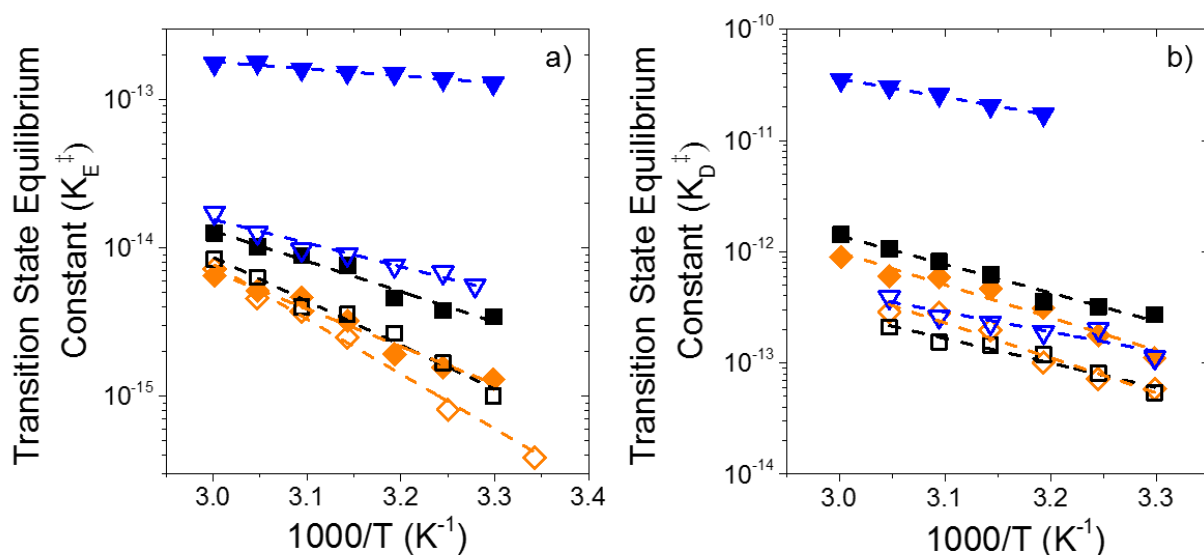 Transition State Equilibrium
Constant (K_E^‡)
10^-13
10^-14
10^-15
a)
3.0 3.1 3.2 3.3 3.4
1000/T (K^-1)
Transition State Equilibrium
Constant (K_D^‡)
10^-10
10^-11
10^-12
10^-13
10^-14
b)
3.0 3.1 3.2 3.3
1000/T (K^-1)